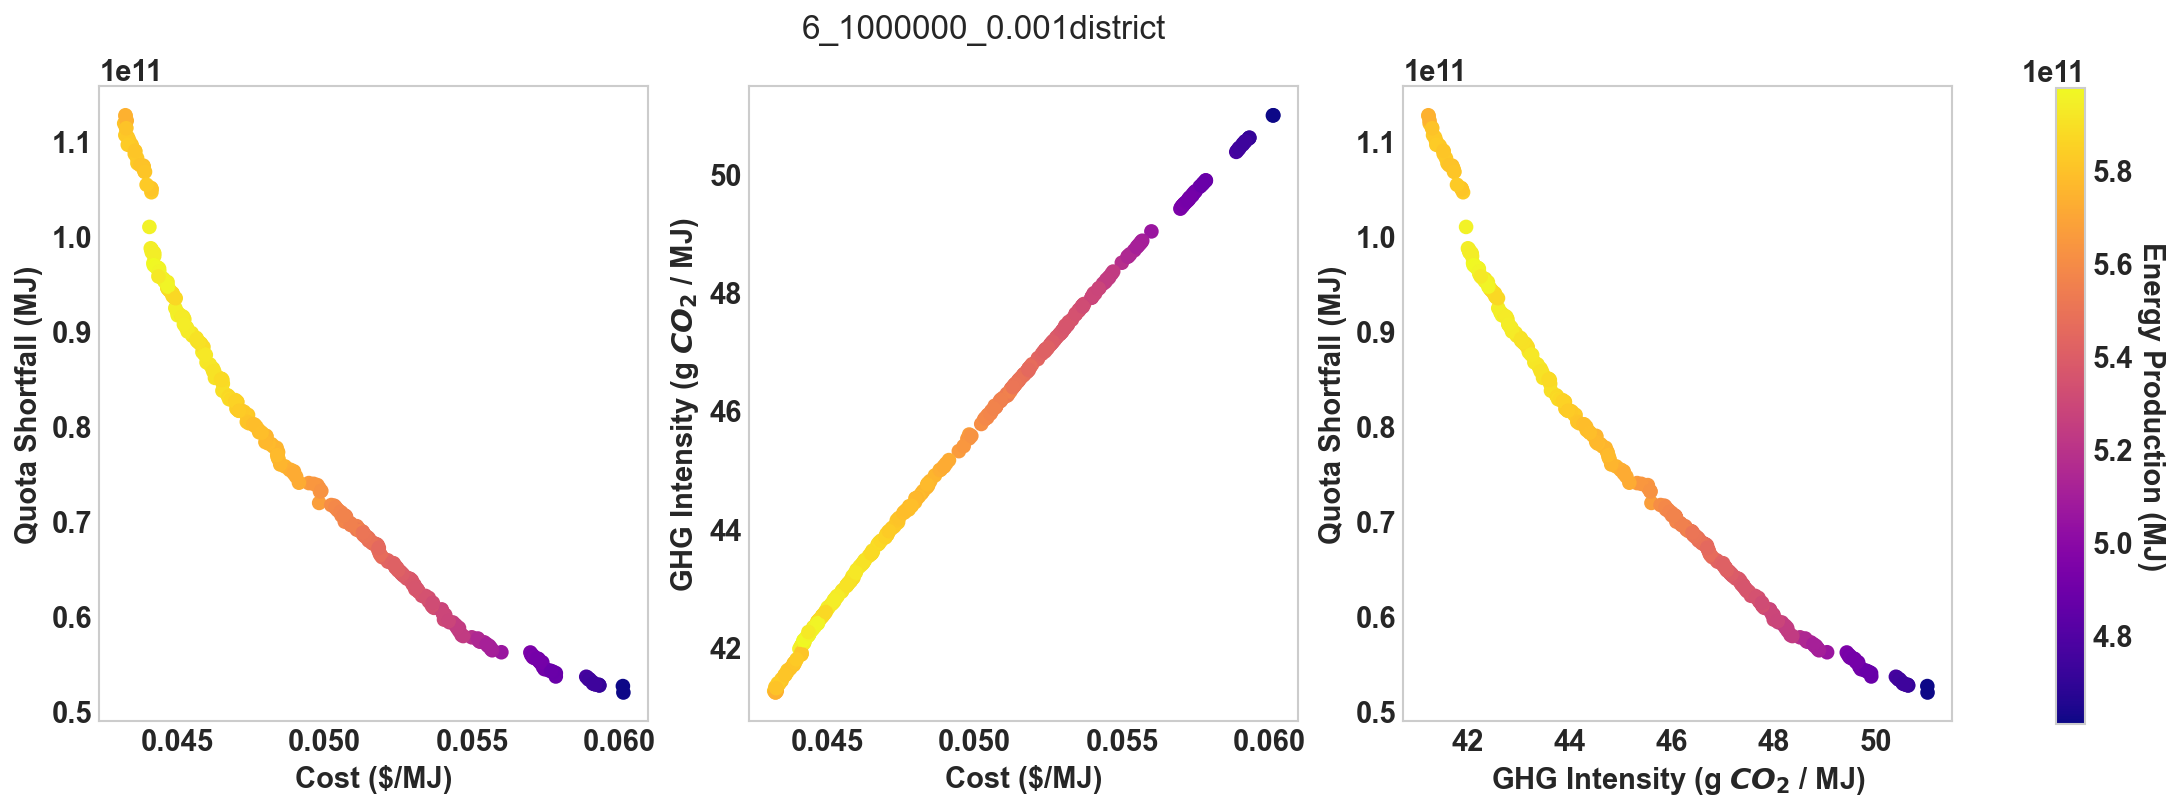 6_1000000_0.001district
1e11
1.1
1.0
0.9
0.8
0.7
0.6
0.5
Quota Shortfall (MJ)
0.045 0.050 0.055 0.060
Cost ($/MJ)
50
48
46
44
42
GHG Intensity (g CO₂ / MJ)
0.045 0.050 0.055 0.060
Cost ($/MJ)
1e11
1.1
1.0
0.9
0.8
0.7
0.6
0.5
Quota Shortfall (MJ)
42 44 46 48 50
GHG Intensity (g CO₂ / MJ)
1e11
5.8
5.6
5.4
5.2
5.0
4.8
Energy Production (MJ)